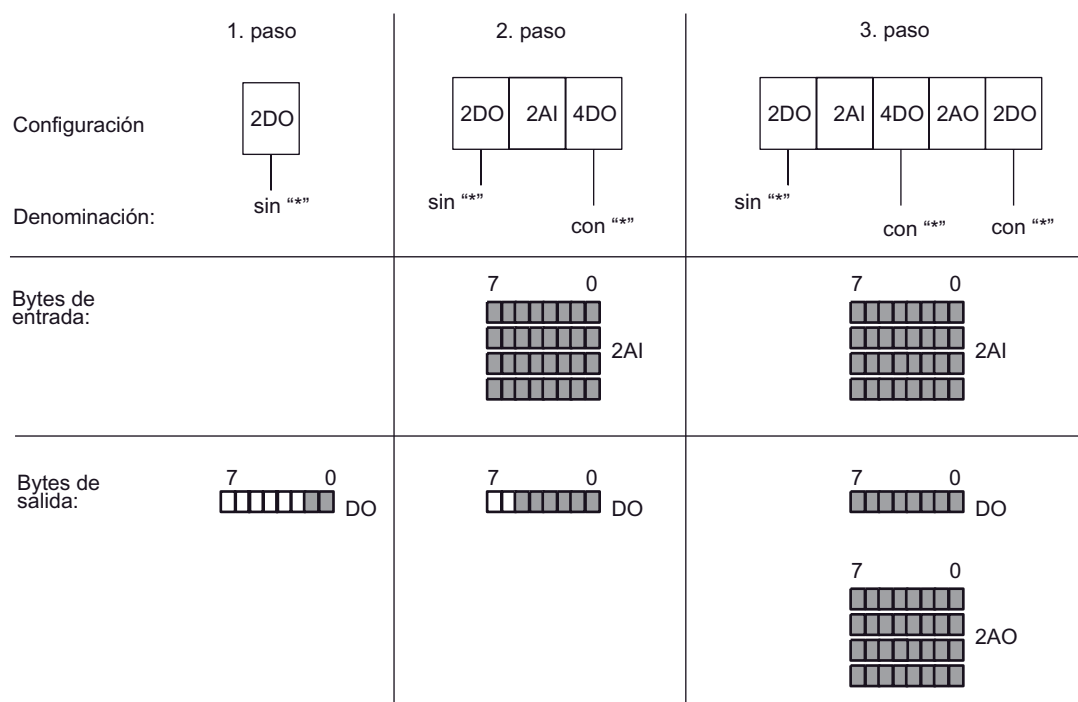 1. paso
2. paso
3. paso
Configuración
2DO
2DO
2AI
4DO
2DO
2AI
4DO
2AO
2DO
Denominación:
sin “*”
sin “*”
con “*”
sin “*”
con “*”
con “*”
Bytes de
entrada:
7 0
2AI
7 0
2AI
Bytes de
salida:
7 0
DO
7 0
DO
7 0
DO
7 0
2AO